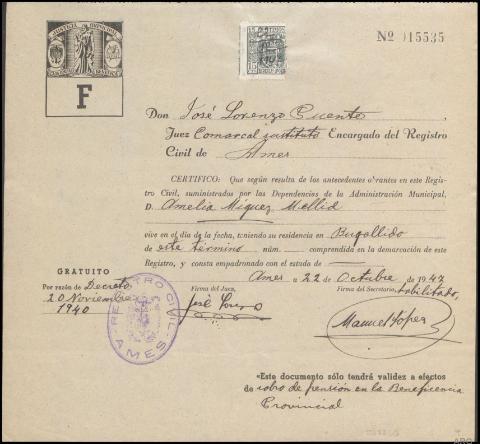 Nº 015535
F
Don José Lorenzo Puente
Juez Comarcal sustituto Encargado del Registro
Civil de Ames
CERTIFICO: Que según resulta de los antecedentes obrantes en este Regis-
tro Civil, suministrados por las Dependencias de la Administración Municipal,
D. Amelia Miguez Mellid
vive en el día de la fecha, teniendo su residencia en Bugallido
de este término núm. comprendida en la demarcación de este
Registro, y consta empadronado con el estado de
Ames a 22 de Octubre de 1947
GRATUITO
Por razón de Decreto
20 Noviembre
1940
Firma del Juez,
José Lorenzo
Firma del Secretario, habilitado,
Manuel López
REGISTRO CIVIL
AMES
«Este documento sólo tendrá validez a efectos
de cobro de pensión en la Beneficencia
Provincial